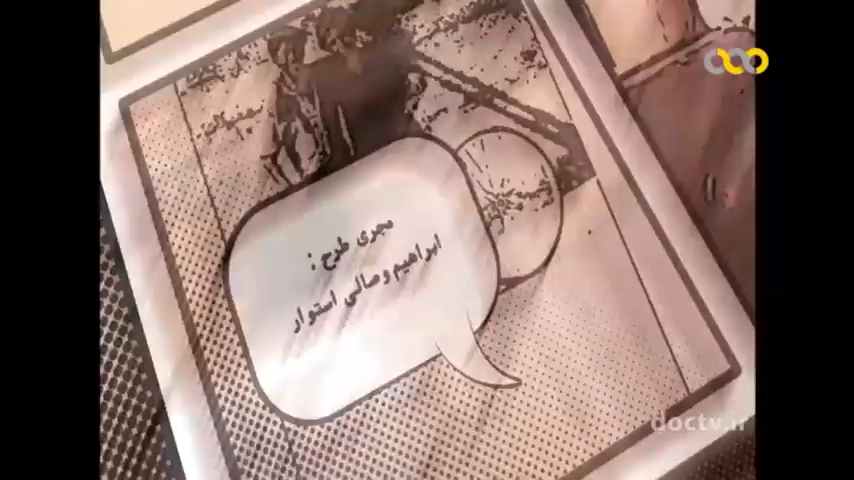 مجری طرح :
ابراهیم وصالی استوار
doctv.ir